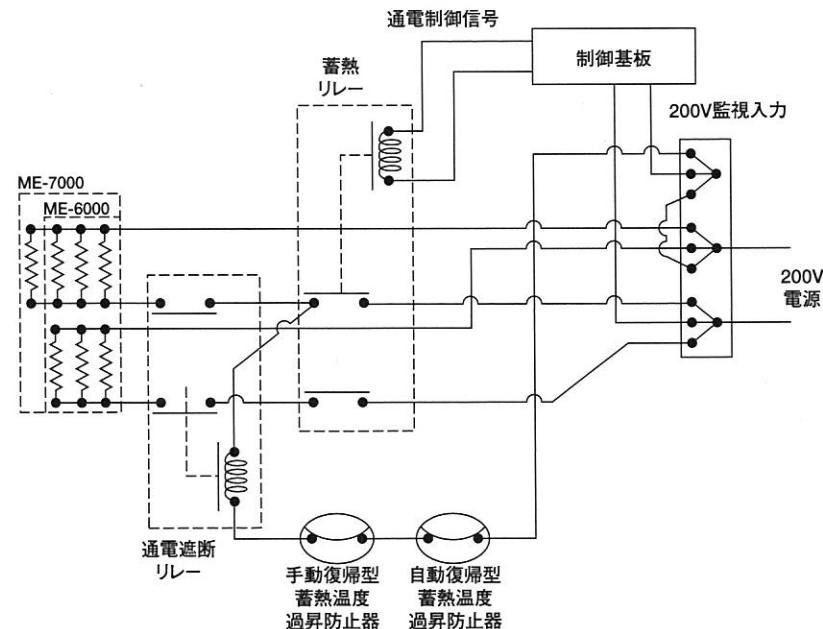 通電制御信号
制御基板
蓄熱
リレー
200V監視入力
ME-7000
ME-6000
200V
電源
通電遮断
リレー
手動復帰型
蓄熱温度
過昇防止器
自動復帰型
蓄熱温度
過昇防止器